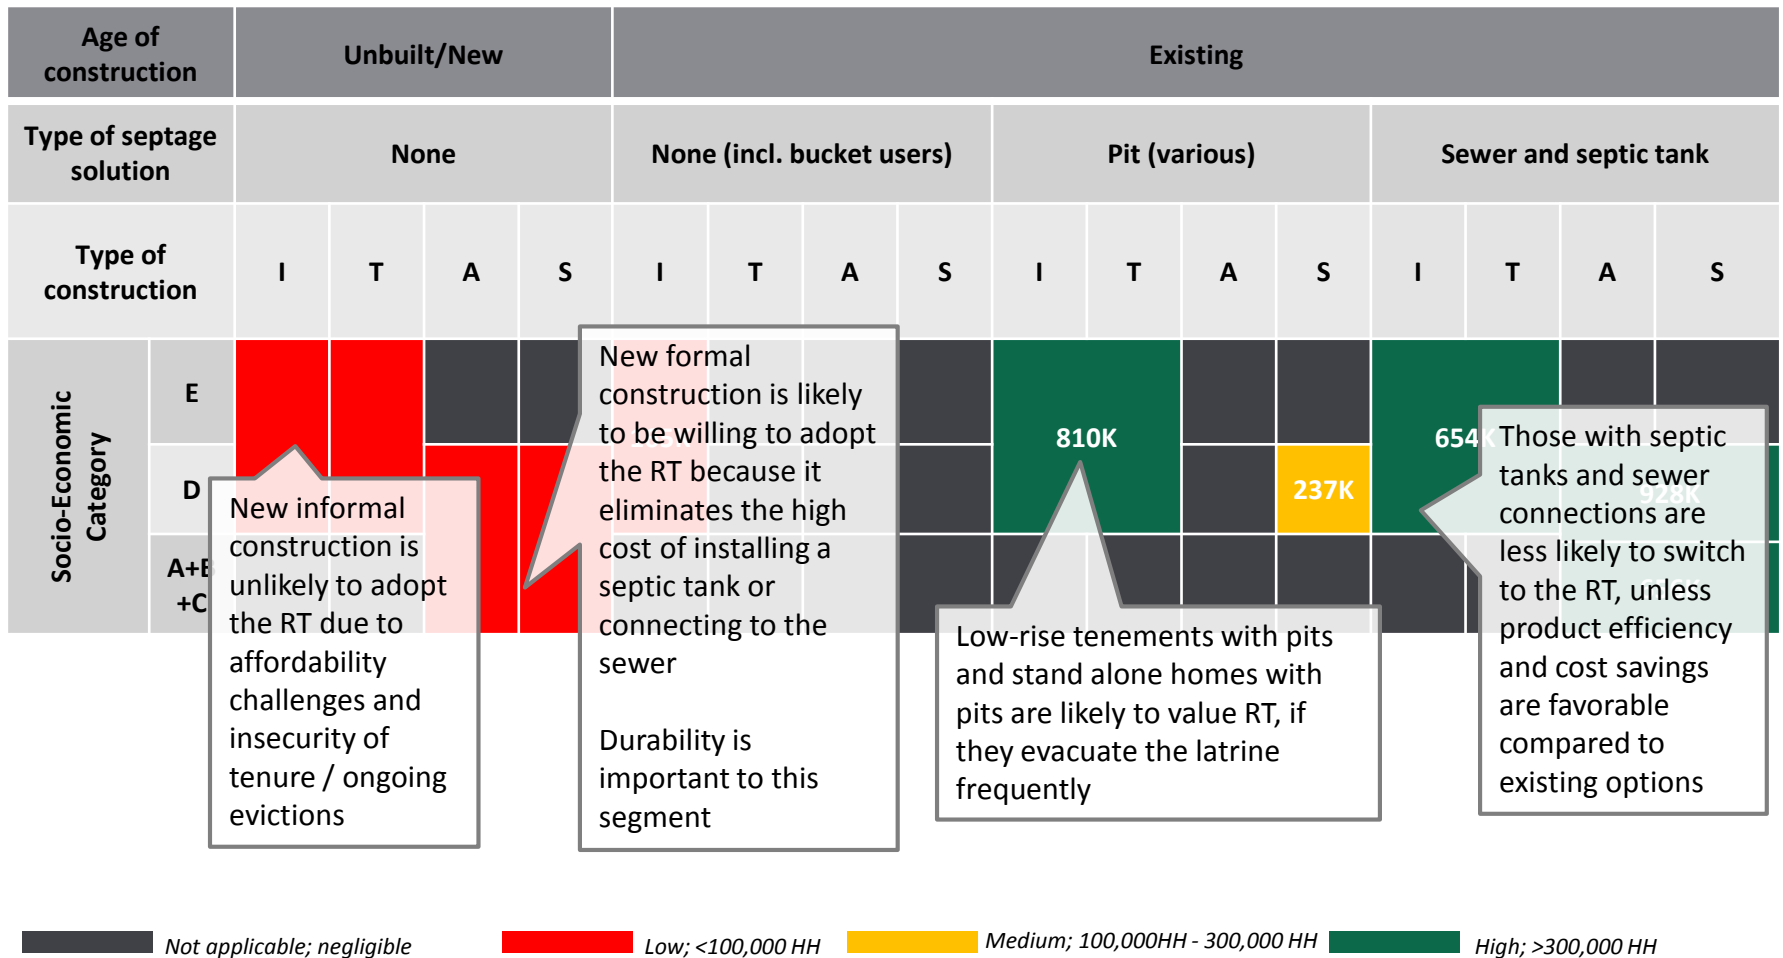 Age of
construction
Unbuilt/New
Existing
Type of septage
solution
None
None (incl. bucket users)
Pit (various)
Sewer and septic tank
Type of
construction
I T A S I T A S I T A S I T A S
Socio-Economic
Category
E
D
A+B
+C
810K
237K
654K
928K
New informal
construction is
unlikely to adopt
the RT due to
affordability
challenges and
insecurity of
tenure / ongoing
evictions
New formal
construction is likely
to be willing to adopt
the RT because it
eliminates the high
cost of installing a
septic tank or
connecting to the
sewer
Durability is
important to this
segment
Low-rise tenements with pits
and stand alone homes with
pits are likely to value RT, if
they evacuate the latrine
frequently
Those with septic
tanks and sewer
connections are
less likely to switch
to the RT, unless
product efficiency
and cost savings
are favorable
compared to
existing options
Not applicable; negligible
Low; <100,000 HH
Medium; 100,000HH - 300,000 HH
High; >300,000 HH